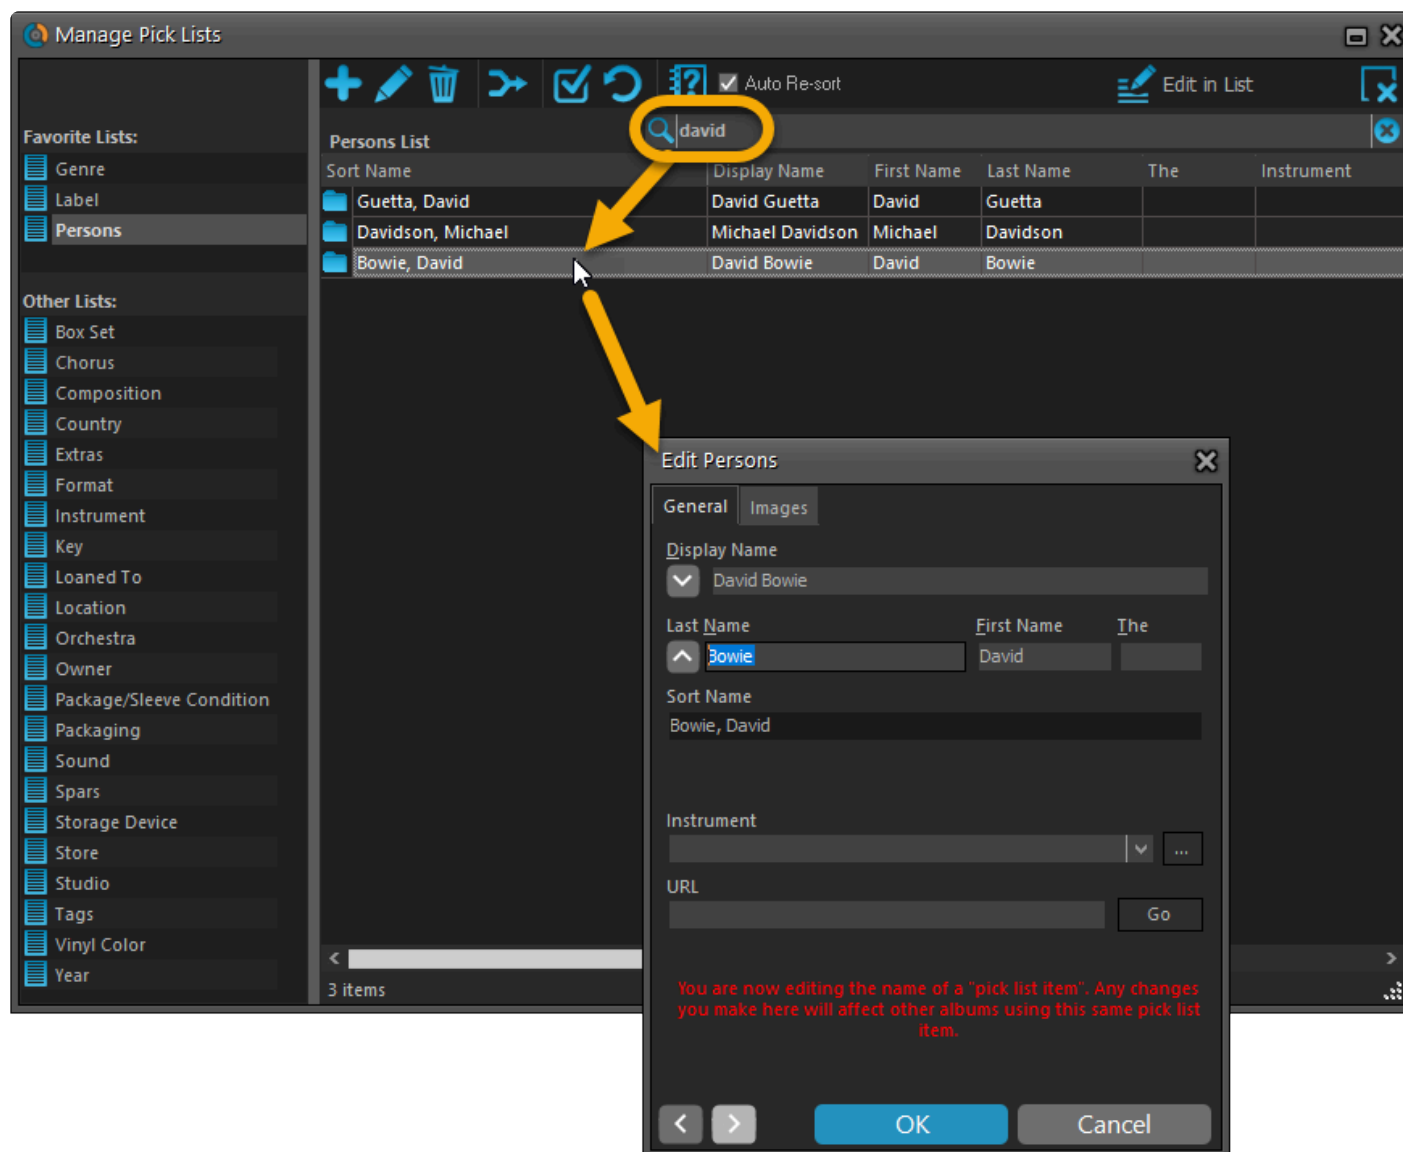 Manage Pick Lists
Auto Re-sort
Edit in List
Favorite Lists:
Genre
Label
Persons
Other Lists:
Box Set
Chorus
Composition
Country
Extras
Format
Instrument
Key
Loaned To
Location
Orchestra
Owner
Package/Sleeve Condition
Packaging
Sound
Spars
Storage Device
Store
Studio
Tags
Vinyl Color
Year
Persons List
david
Sort Name Display Name First Name Last Name The Instrument
Guetta, David David Guetta David Guetta
Davidson, Michael Michael Davidson Michael Davidson
Bowie, David David Bowie David Bowie
3 items
Edit Persons
General Images
Display Name
David Bowie
Last Name First Name The
Bowie David
Sort Name
Bowie, David
Instrument
...
URL
Go
You are now editing the name of a "pick list item". Any changes
you make here will affect other albums using this same pick list
item.
OK Cancel